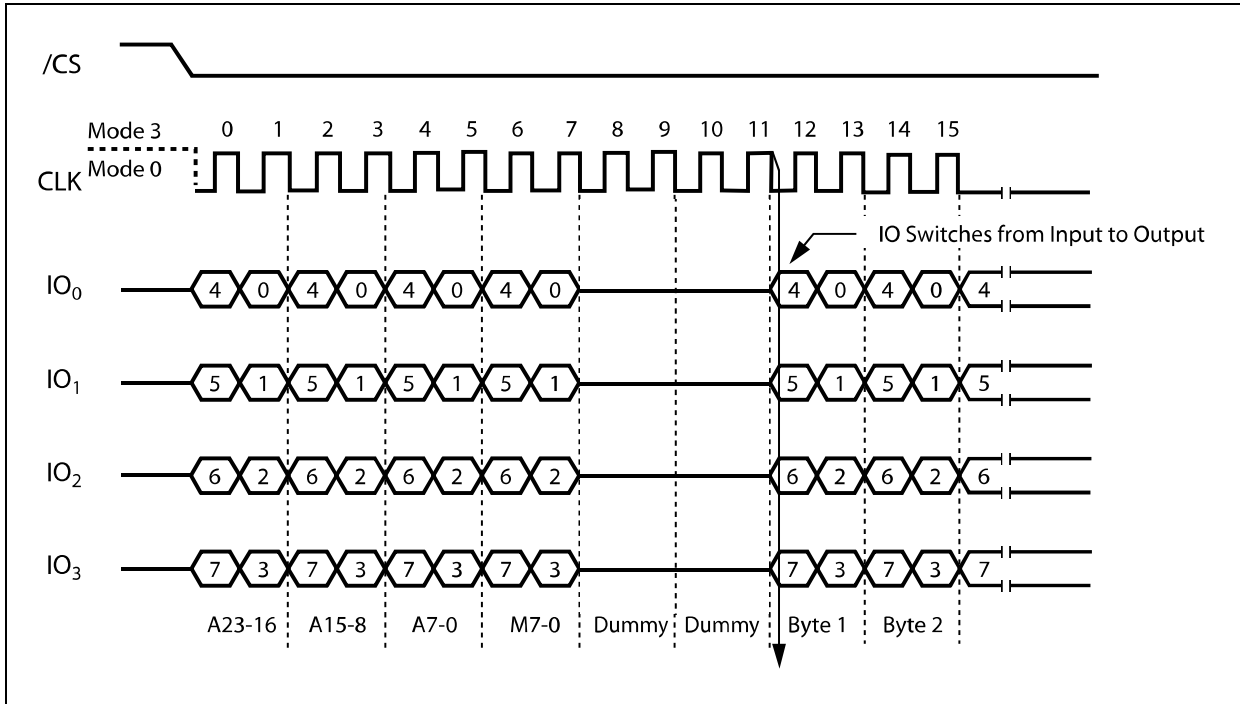 /CS
Mode 3 0 1 2 3 4 5 6 7 8 9 10 11 12 13 14 15
CLK Mode 0
IO Switches from Input to Output
IO0 4 0 4 0 4 0 4 0 4 0 4 0 4
IO1 5 1 5 1 5 1 5 1 5 1 5 1 5
IO2 6 2 6 2 6 2 6 2 6 2 6 2 6
IO3 7 3 7 3 7 3 7 3 7 3 7 3 7
A23-16 A15-8 A7-0 M7-0 Dummy Dummy Byte 1 Byte 2